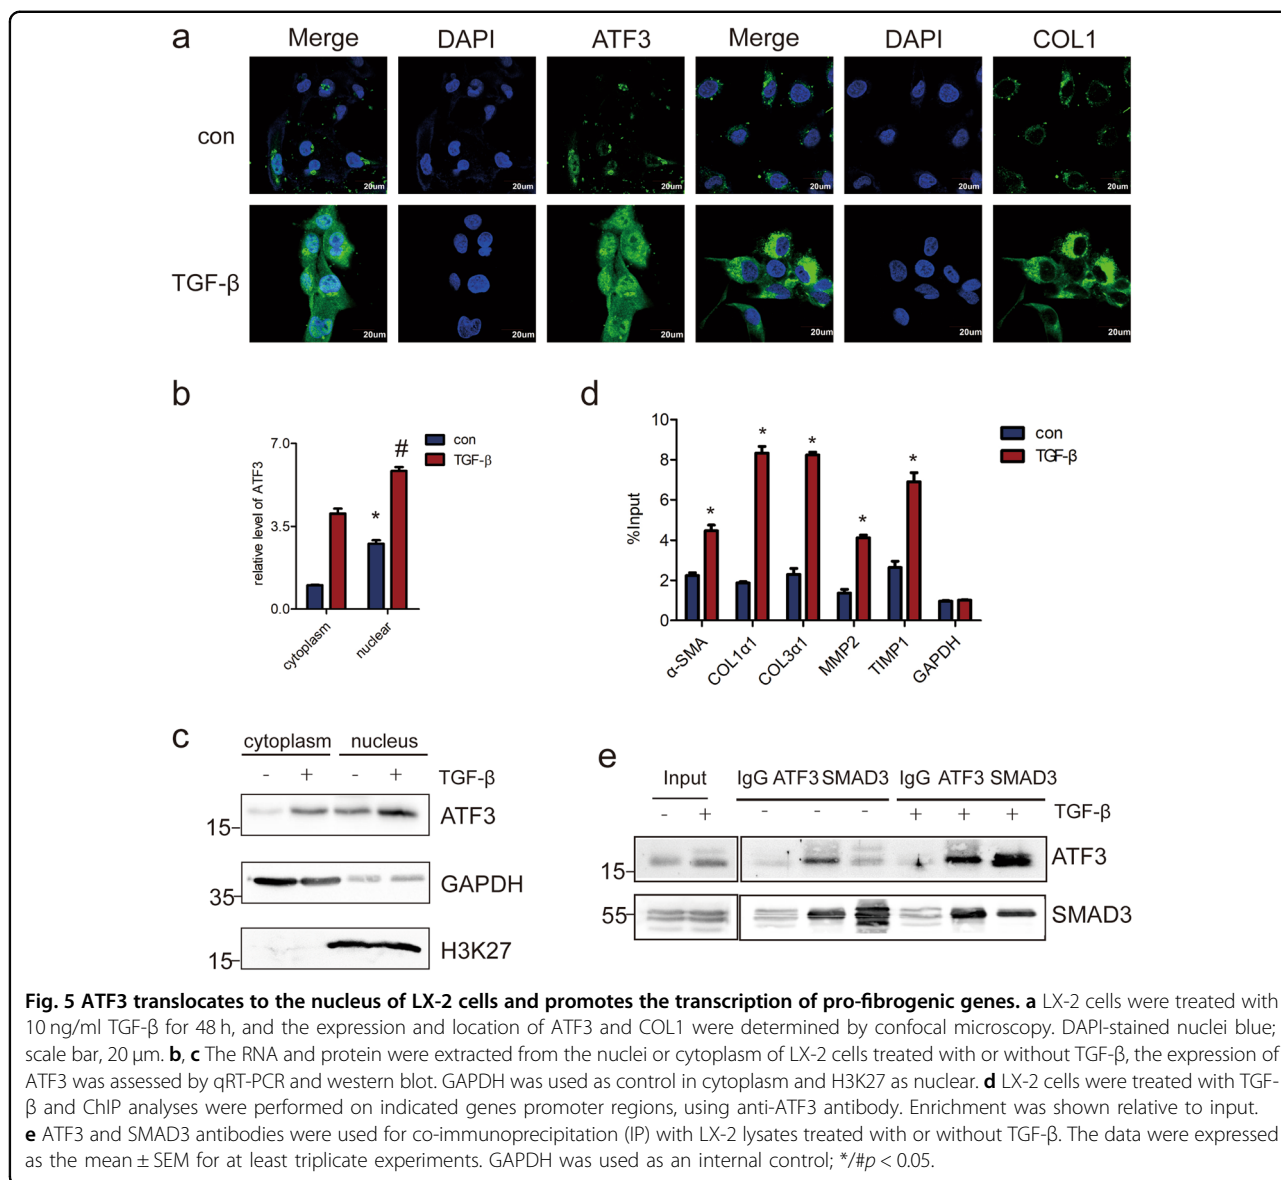 a
Merge DAPI ATF3 Merge DAPI COL1
con
20um 20um 20um 20um 20um 20um
TGF-β
20um 20um 20um 20um 20um 20um
b
relative level of ATF3
7.0
3.5
0.0
* #
con
TGF-β
cytoplasm nuclear
d
%Input
10
8
6
4
2
0
* * * * *
con
TGF-β
α-SMA COL1α1 COL3α1 MMP2 TIMP1 GAPDH
c
cytoplasm nucleus
- + - + TGF-β
15 ATF3
35 GAPDH
15 H3K27
e
Input IgG ATF3 SMAD3 IgG ATF3 SMAD3
- + - - - + + + TGF-β
15 ATF3
55 SMAD3
Fig. 5 ATF3 translocates to the nucleus of LX-2 cells and promotes the transcription of pro-fibrogenic genes. a LX-2 cells were treated with
10 ng/ml TGF-β for 48 h, and the expression and location of ATF3 and COL1 were determined by confocal microscopy. DAPI-stained nuclei blue;
scale bar, 20 μm. b, c The RNA and protein were extracted from the nuclei or cytoplasm of LX-2 cells treated with or without TGF-β, the expression of
ATF3 was assessed by qRT-PCR and western blot. GAPDH was used as control in cytoplasm and H3K27 as nuclear. d LX-2 cells were treated with TGF-
β and ChIP analyses were performed on indicated genes promoter regions, using anti-ATF3 antibody. Enrichment was shown relative to input.
e ATF3 and SMAD3 antibodies were used for co-immunoprecipitation (IP) with LX-2 lysates treated with or without TGF-β. The data were expressed
as the mean ± SEM for at least triplicate experiments. GAPDH was used as an internal control; */#p < 0.05.